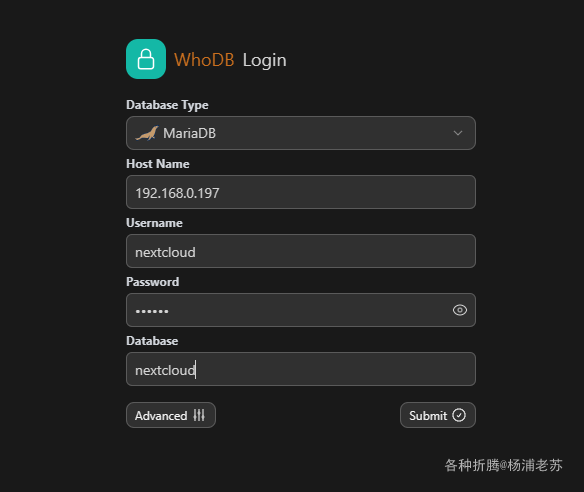 WhoDB Login
Database Type
MariaDB
Host Name
192.168.0.197
Username
nextcloud
Password
••••••
Database
nextcloud
Advanced Submit
各种折腾@杨浦老苏